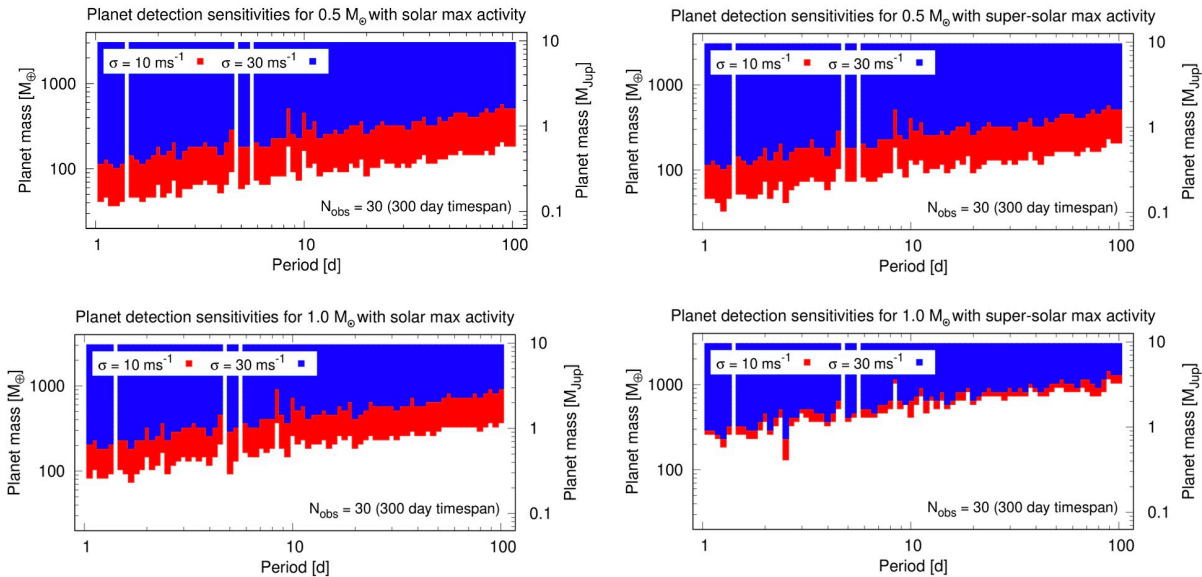 Planet detection sensitivities for 0.5 M☉ with solar max activity
σ = 10 ms⁻¹ σ = 30 ms⁻¹
1000
100
Planet mass [M⊕]
10
1
0.1
Planet mass [MJup]
Nobs = 30 (300 day timespan)
1 10 100
Period [d]
Planet detection sensitivities for 0.5 M☉ with super-solar max activity
σ = 10 ms⁻¹ σ = 30 ms⁻¹
1000
100
Planet mass [M⊕]
10
1
0.1
Planet mass [MJup]
Nobs = 30 (300 day timespan)
1 10 100
Period [d]
Planet detection sensitivities for 1.0 M☉ with solar max activity
σ = 10 ms⁻¹ σ = 30 ms⁻¹
1000
100
Planet mass [M⊕]
10
1
0.1
Planet mass [MJup]
Nobs = 30 (300 day timespan)
1 10 100
Period [d]
Planet detection sensitivities for 1.0 M☉ with super-solar max activity
σ = 10 ms⁻¹ σ = 30 ms⁻¹
1000
100
Planet mass [M⊕]
10
1
0.1
Planet mass [MJup]
Nobs = 30 (300 day timespan)
1 10 100
Period [d]